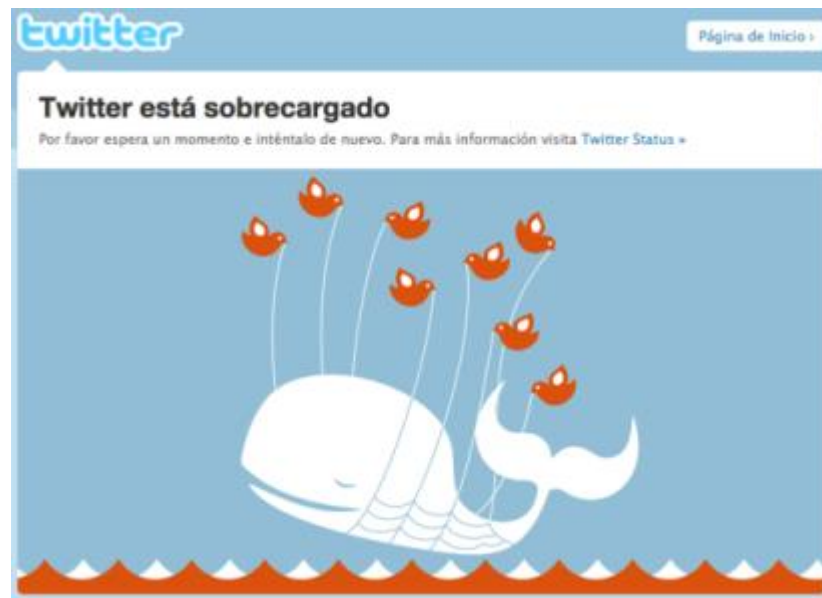 twitter
Página de Inicio ›
Twitter está sobrecargado
Por favor espera un momento e inténtalo de nuevo. Para más información visita Twitter Status »